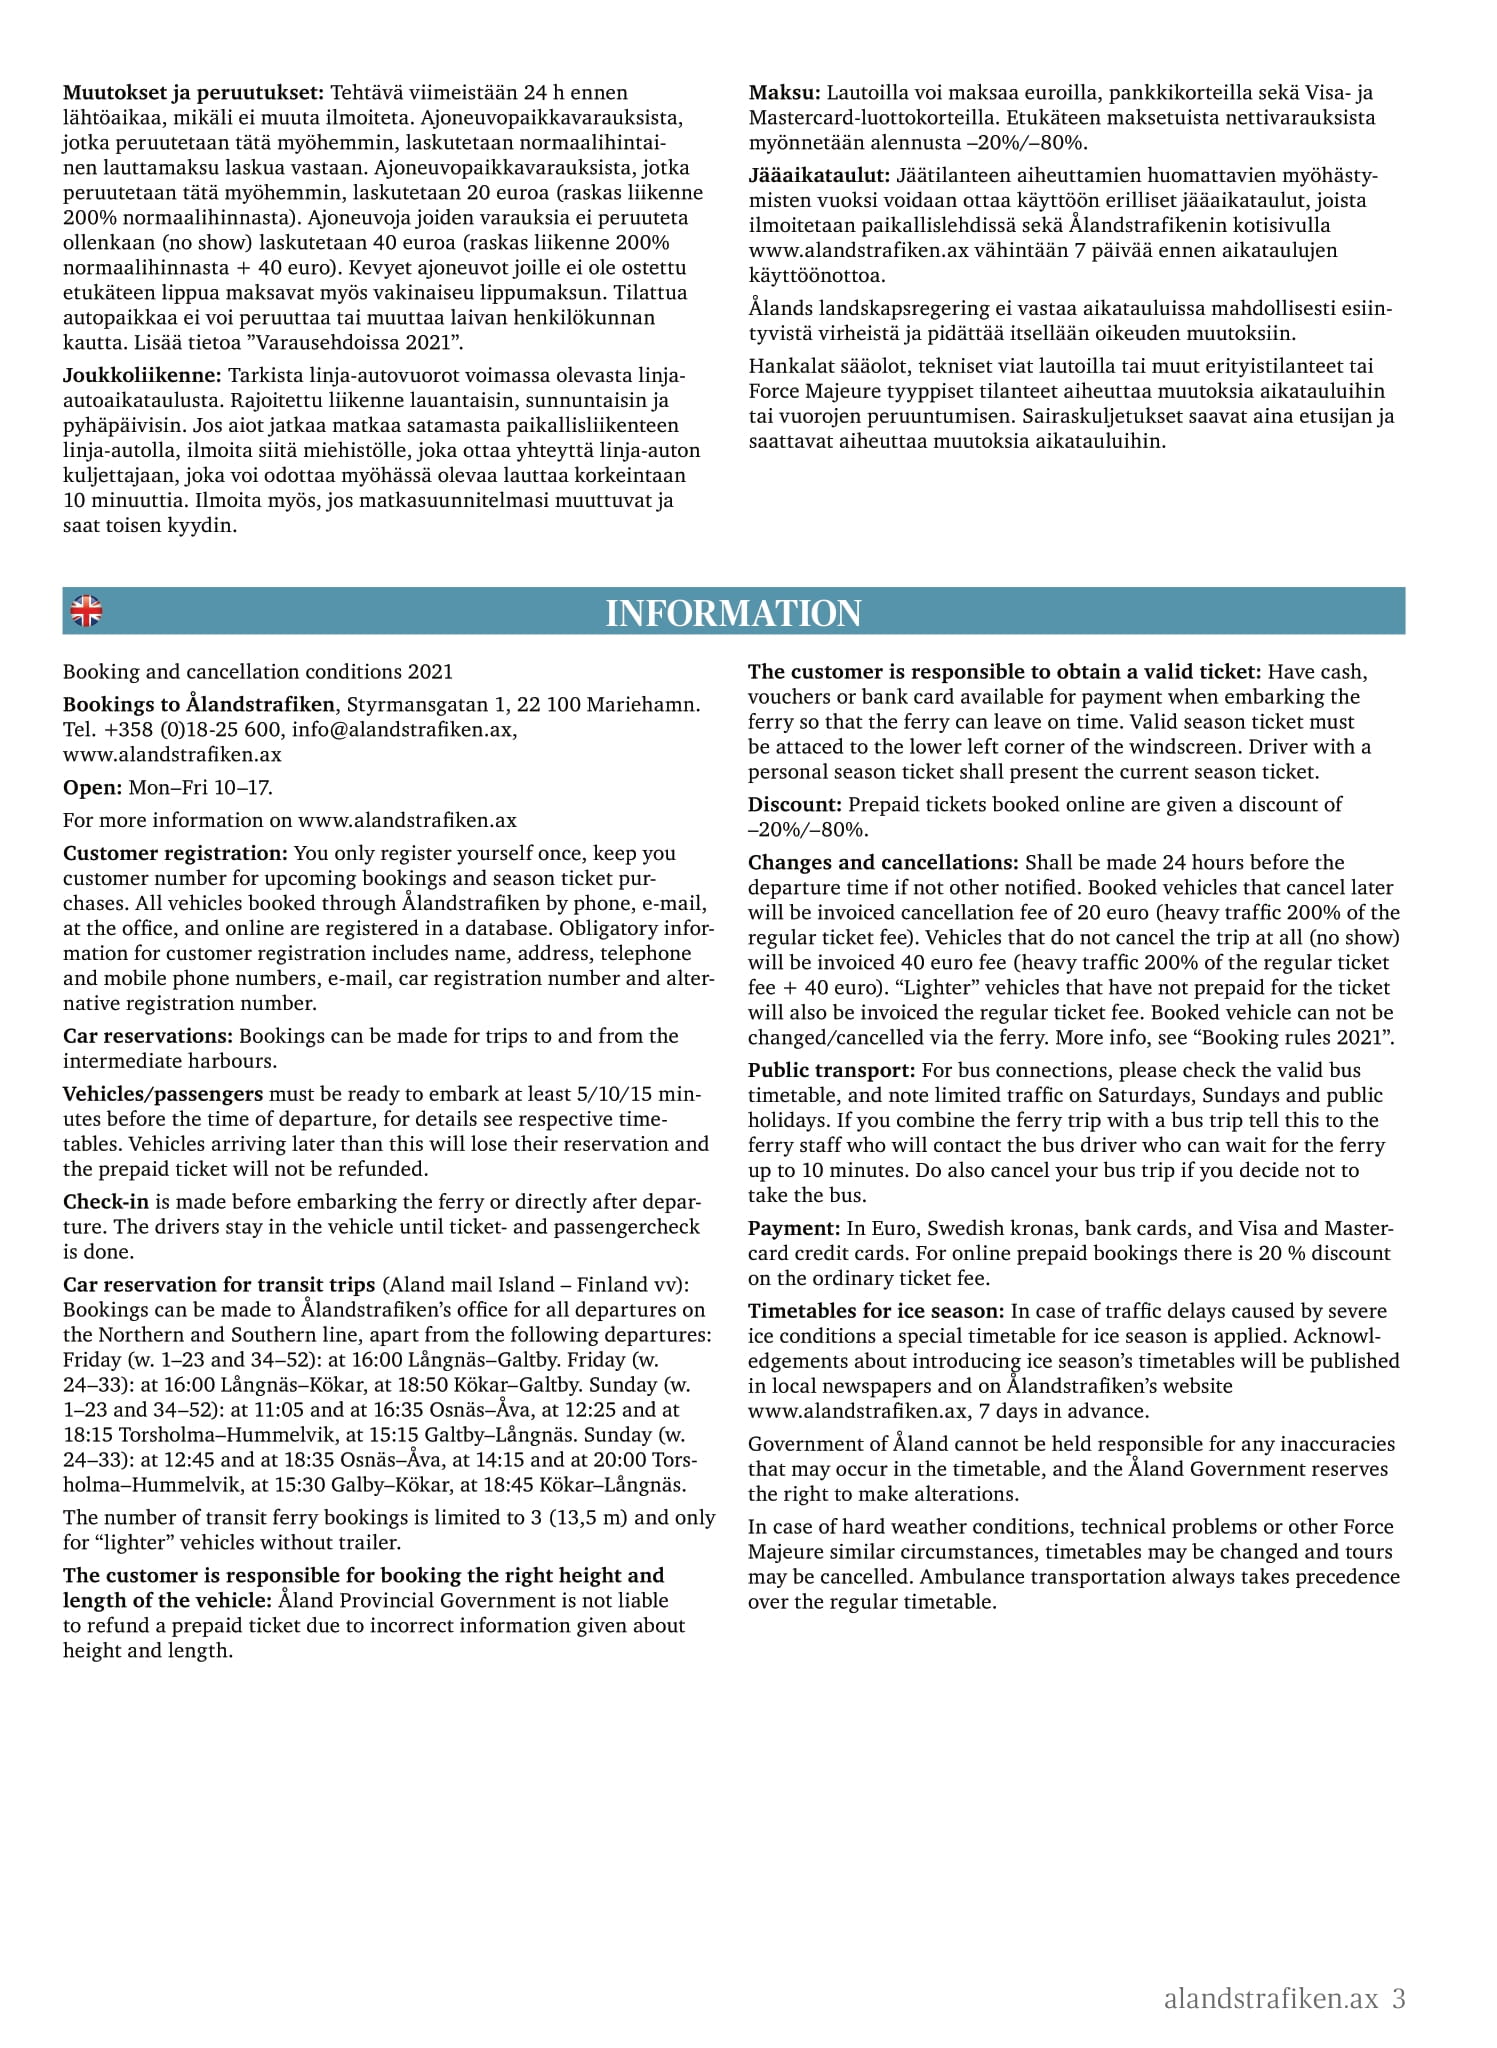 Muutokset ja peruutukset: Tehtävä viimeistään 24 h ennen
lähtöaikaa, mikäli ei muuta ilmoiteta. Ajoneuvopaikkavarauksista,
jotka peruutetaan tätä myöhemmin, laskutetaan normaalihintai-
nen lauttamaksu laskua vastaan. Ajoneuvopaikkavarauksista, jotka
peruutetaan tätä myöhemmin, laskutetaan 20 euroa (raskas liikenne
200% normaalihinnasta). Ajoneuvoja joiden varauksia ei peruuteta
ollenkaan (no show) laskutetaan 40 euroa (raskas liikenne 200%
normaalihinnasta + 40 euro). Kevyet ajoneuvot joille ei ole ostettu
etukäteen lippua maksavat myös vakinaiseu lippumaksun. Tilattua
autopaikkaa ei voi peruuttaa tai muuttaa laivan henkilökunnan
kautta. Lisää tietoa ”Varausehdoissa 2021”.
Joukkoliikenne: Tarkista linja-autovuorot voimassa olevasta linja-
autoaikataulusta. Rajoitettu liikenne lauantaisin, sunnuntaisin ja
pyhäpäivisin. Jos aiot jatkaa matkaa satamasta paikallisliikenteen
linja-autolla, ilmoita siitä miehistölle, joka ottaa yhteyttä linja-auton
kuljettajaan, joka voi odottaa myöhässä olevaa lauttaa korkeintaan
10 minuuttia. Ilmoita myös, jos matkasuunnitelmasi muuttuvat ja
saat toisen kyydin.
Maksu: Lautoilla voi maksaa euroilla, pankkikorteilla sekä Visa- ja
Mastercard-luottokorteilla. Etukäteen maksetuista nettivarauksista
myönnetään alennusta –20%/–80%.
Jääaikataulut: Jäätilanteen aiheuttamien huomattavien myöhästy-
misten vuoksi voidaan ottaa käyttöön erilliset jääaikataulut, joista
ilmoitetaan paikallislehdissä sekä Ålandstrafikenin kotisivulla
www.alandstrafiken.ax vähintään 7 päivää ennen aikataulujen
käyttöönottoa.
Ålands landskapsregering ei vastaa aikatauluissa mahdollisesti esiin-
tyvistä virheistä ja pidättää itsellään oikeuden muutoksiin.
Hankalat sääolot, tekniset viat lautoilla tai muut erityistilanteet tai
Force Majeure tyyppiset tilanteet aiheuttaa muutoksia aikatauluihin
tai vuorojen peruuntumisen. Sairaskuljetukset saavat aina etusijan ja
saattavat aiheuttaa muutoksia aikatauluihin.
INFORMATION
Booking and cancellation conditions 2021
Bookings to Ålandstrafiken, Styrmansgatan 1, 22 100 Mariehamn.
Tel. +358 (0)18-25 600, info@alandstrafiken.ax,
www.alandstrafiken.ax
Open: Mon–Fri 10–17.
For more information on www.alandstrafiken.ax
Customer registration: You only register yourself once, keep you
customer number for upcoming bookings and season ticket pur-
chases. All vehicles booked through Ålandstrafiken by phone, e-mail,
at the office, and online are registered in a database. Obligatory infor-
mation for customer registration includes name, address, telephone
and mobile phone numbers, e-mail, car registration number and alter-
native registration number.
Car reservations: Bookings can be made for trips to and from the
intermediate harbours.
Vehicles/passengers must be ready to embark at least 5/10/15 min-
utes before the time of departure, for details see respective time-
tables. Vehicles arriving later than this will lose their reservation and
the prepaid ticket will not be refunded.
Check-in is made before embarking the ferry or directly after depar-
ture. The drivers stay in the vehicle until ticket- and passengercheck
is done.
Car reservation for transit trips (Aland mail Island – Finland vv):
Bookings can be made to Ålandstrafiken’s office for all departures on
the Northern and Southern line, apart from the following departures:
Friday (w. 1–23 and 34–52): at 16:00 Långnäs–Galtby. Friday (w.
24–33): at 16:00 Långnäs–Kökar, at 18:50 Kökar–Galtby. Sunday (w.
1–23 and 34–52): at 11:05 and at 16:35 Osnäs–Åva, at 12:25 and at
18:15 Torsholma–Hummelvik, at 15:15 Galtby–Långnäs. Sunday (w.
24–33): at 12:45 and at 18:35 Osnäs–Åva, at 14:15 and at 20:00 Tors-
holma–Hummelvik, at 15:30 Galby–Kökar, at 18:45 Kökar–Långnäs.
The number of transit ferry bookings is limited to 3 (13,5 m) and only
for “lighter” vehicles without trailer.
The customer is responsible for booking the right height and
length of the vehicle: Åland Provincial Government is not liable
to refund a prepaid ticket due to incorrect information given about
height and length.
The customer is responsible to obtain a valid ticket: Have cash,
vouchers or bank card available for payment when embarking the
ferry so that the ferry can leave on time. Valid season ticket must
be attaced to the lower left corner of the windscreen. Driver with a
personal season ticket shall present the current season ticket.
Discount: Prepaid tickets booked online are given a discount of
–20%/–80%.
Changes and cancellations: Shall be made 24 hours before the
departure time if not other notified. Booked vehicles that cancel later
will be invoiced cancellation fee of 20 euro (heavy traffic 200% of the
regular ticket fee). Vehicles that do not cancel the trip at all (no show)
will be invoiced 40 euro fee (heavy traffic 200% of the regular ticket
fee + 40 euro). “Lighter” vehicles that have not prepaid for the ticket
will also be invoiced the regular ticket fee. Booked vehicle can not be
changed/cancelled via the ferry. More info, see “Booking rules 2021”.
Public transport: For bus connections, please check the valid bus
timetable, and note limited traffic on Saturdays, Sundays and public
holidays. If you combine the ferry trip with a bus trip tell this to the
ferry staff who will contact the bus driver who can wait for the ferry
up to 10 minutes. Do also cancel your bus trip if you decide not to
take the bus.
Payment: In Euro, Swedish kronas, bank cards, and Visa and Master-
card credit cards. For online prepaid bookings there is 20 % discount
on the ordinary ticket fee.
Timetables for ice season: In case of traffic delays caused by severe
ice conditions a special timetable for ice season is applied. Acknowl-
edgements about introducing ice season’s timetables will be published
in local newspapers and on Ålandstrafiken’s website
www.alandstrafiken.ax, 7 days in advance.
Government of Åland cannot be held responsible for any inaccuracies
that may occur in the timetable, and the Åland Government reserves
the right to make alterations.
In case of hard weather conditions, technical problems or other Force
Majeure similar circumstances, timetables may be changed and tours
may be cancelled. Ambulance transportation always takes precedence
over the regular timetable.
alandstrafiken.ax 3